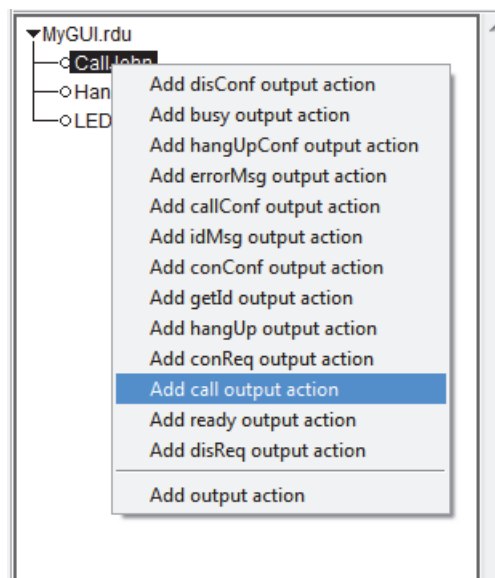 MyGUI.rdu
CallJohn
Han
LED
Add disConf output action
Add busy output action
Add hangUpConf output action
Add errorMsg output action
Add callConf output action
Add idMsg output action
Add conConf output action
Add getId output action
Add hangUp output action
Add conReq output action
Add call output action
Add ready output action
Add disReq output action
Add output action